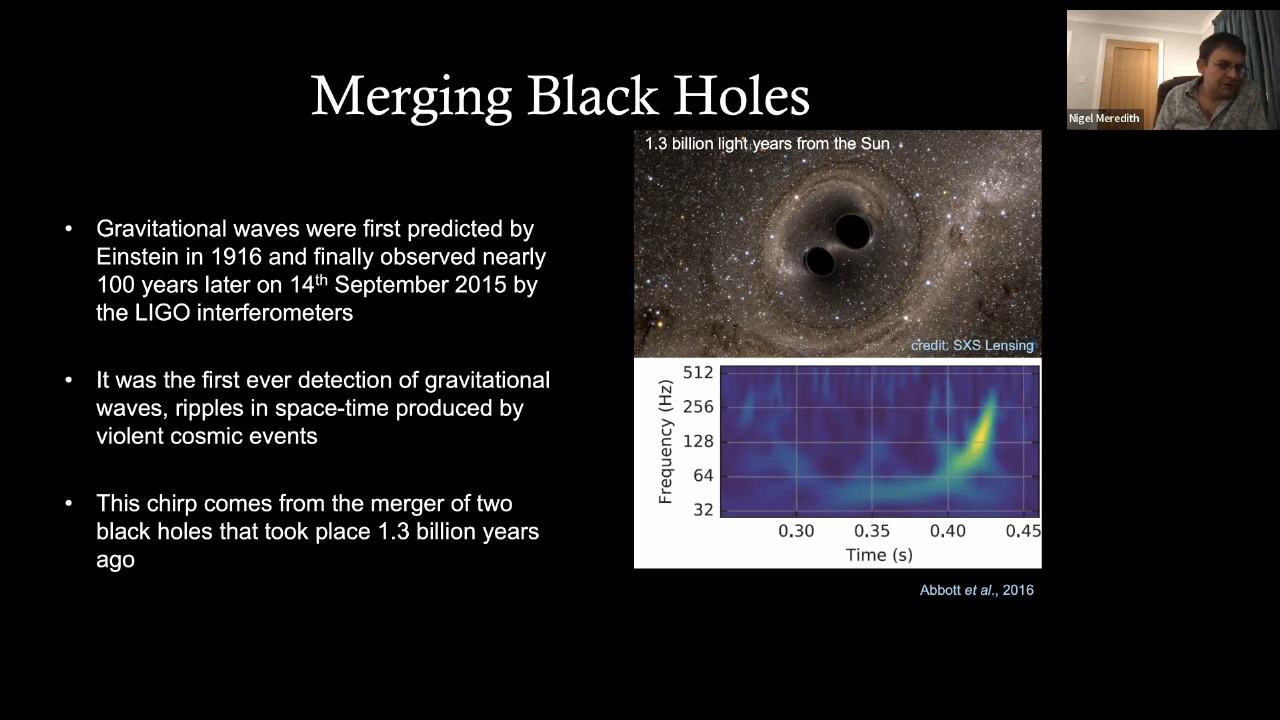 Merging Black Holes
Nigel Meredith
1.3 billion light years from the Sun
• Gravitational waves were first predicted by
Einstein in 1916 and finally observed nearly
100 years later on 14th September 2015 by
the LIGO interferometers
• It was the first ever detection of gravitational
waves, ripples in space-time produced by
violent cosmic events
• This chirp comes from the merger of two
black holes that took place 1.3 billion years
ago
credit: SXS Lensing
Frequency (Hz)
512
256
128
64
32
0.30 0.35 0.40 0.45
Time (s)
Abbott et al., 2016